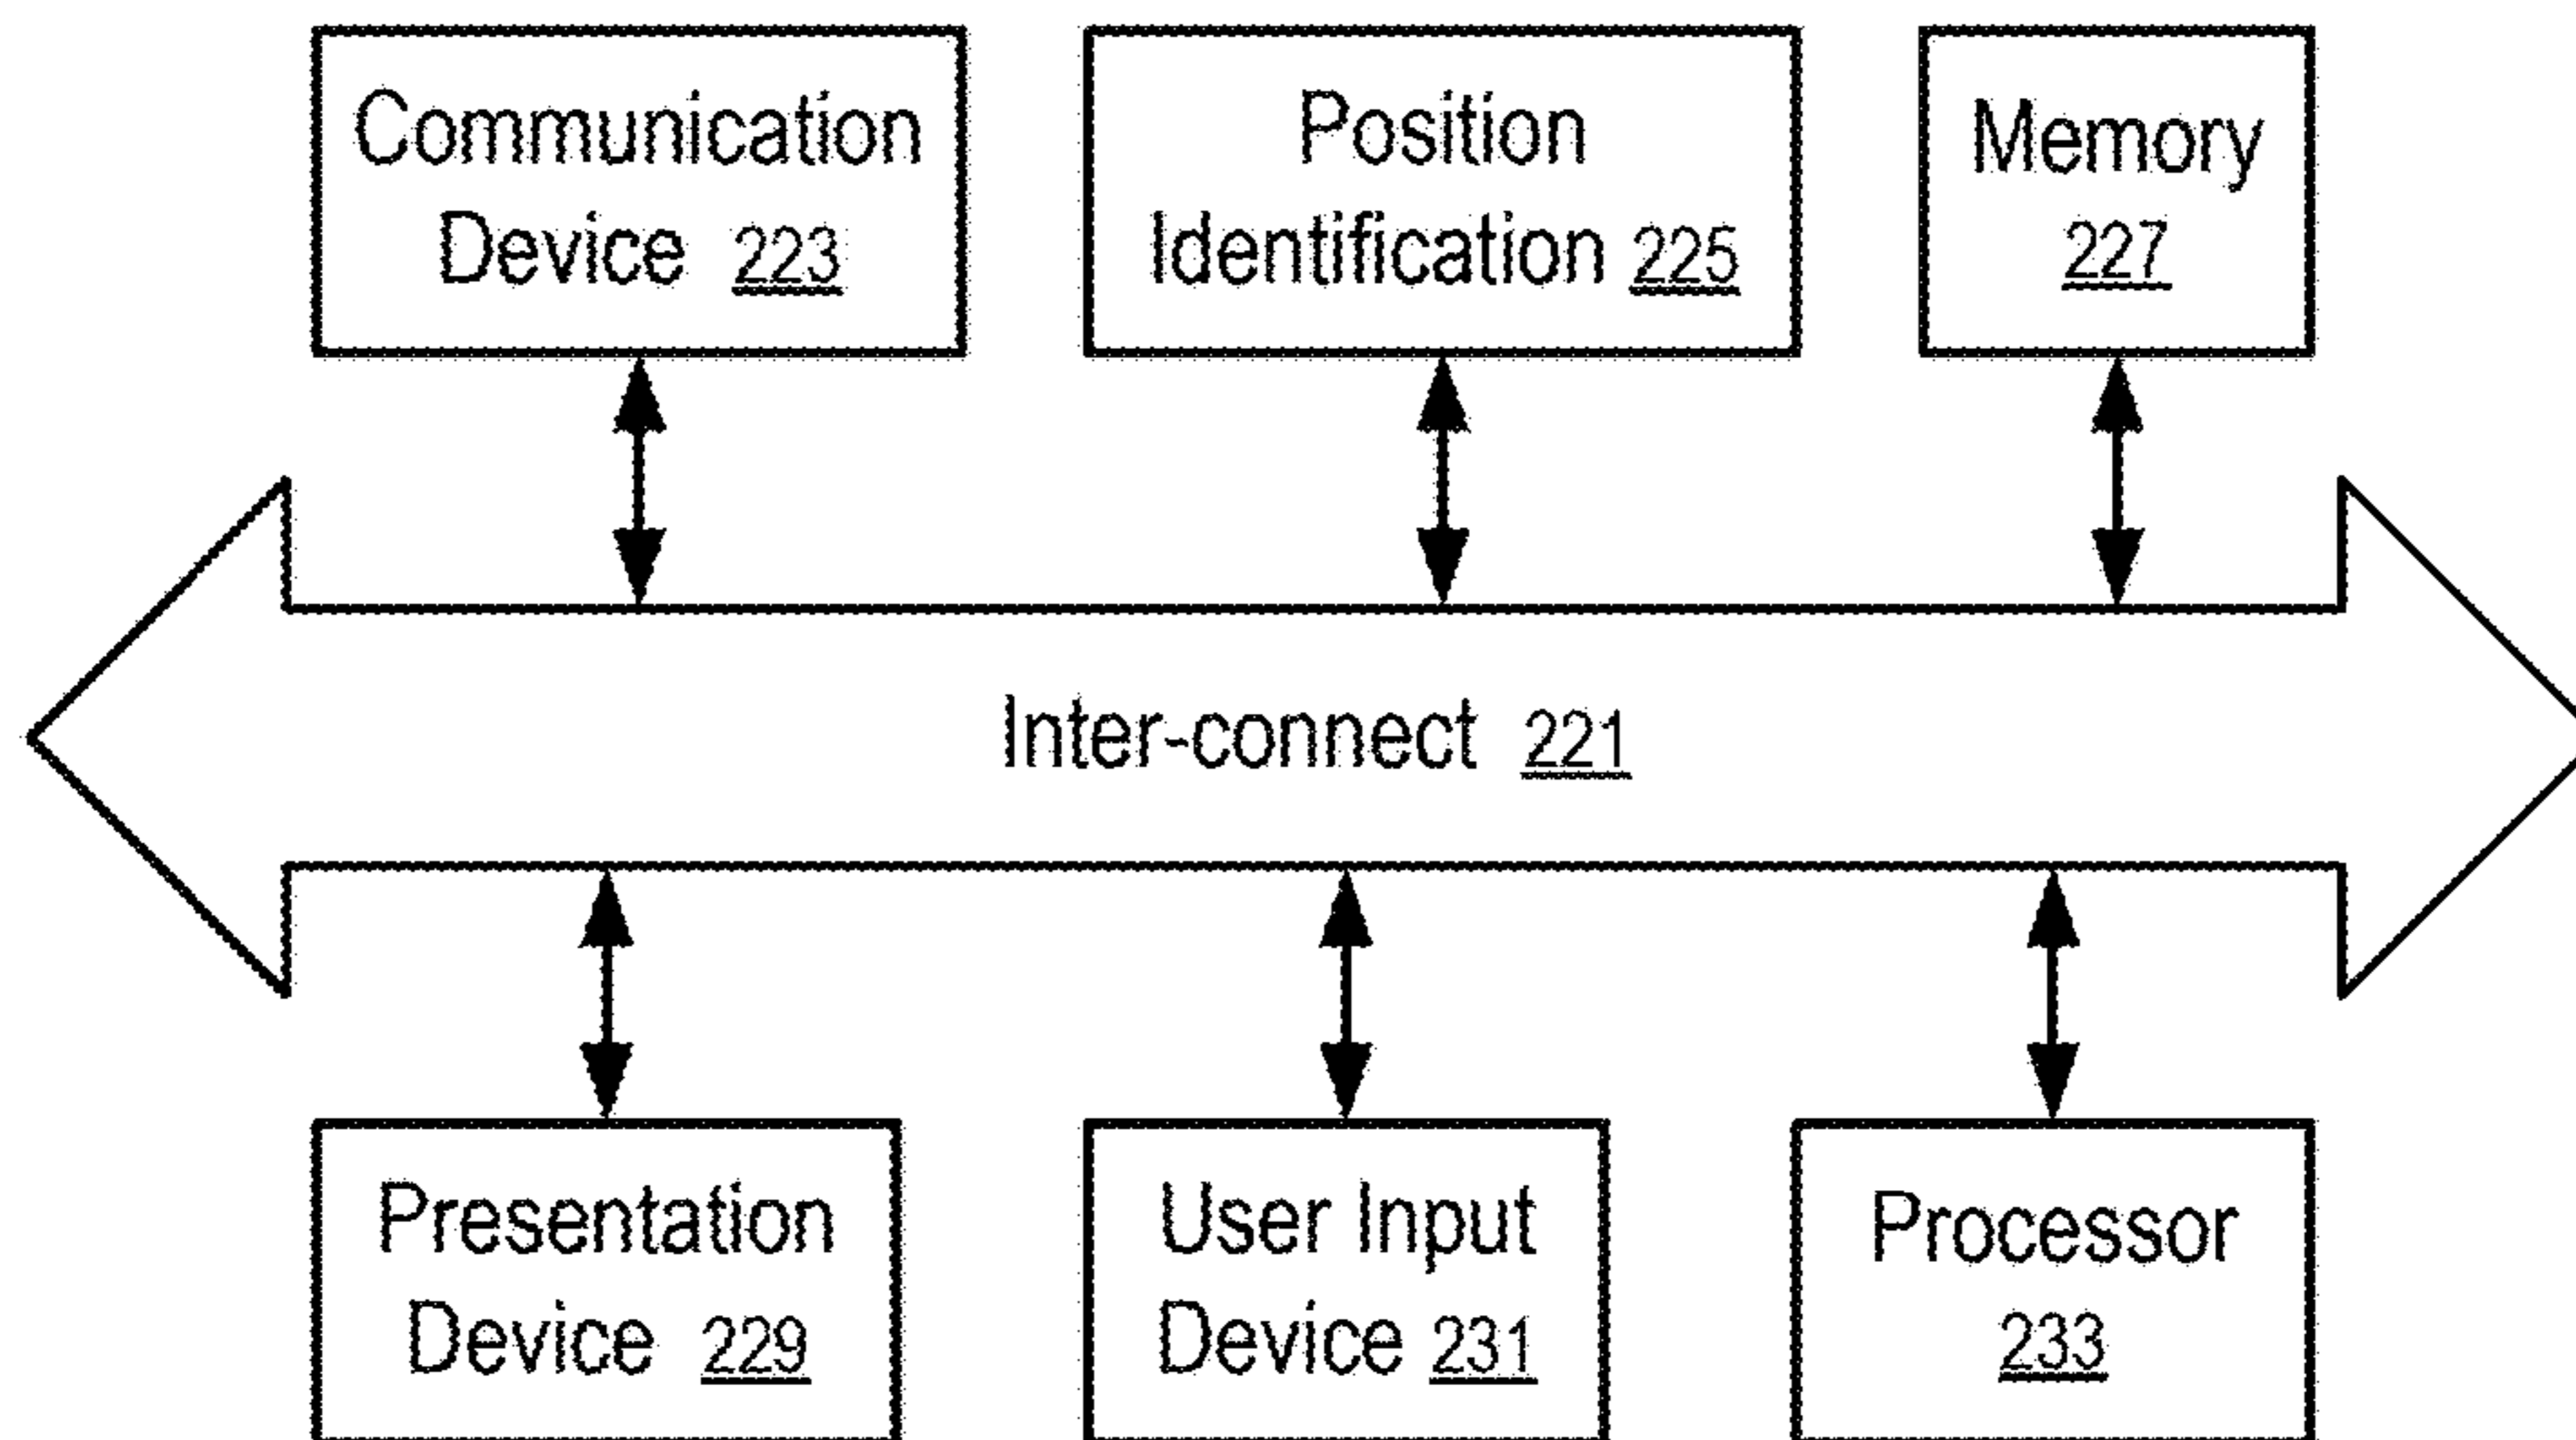 Communication
Device 223
Position
Identification 225
Memory
227
Inter-connect 221
Presentation
Device 229
User Input
Device 231
Processor
233